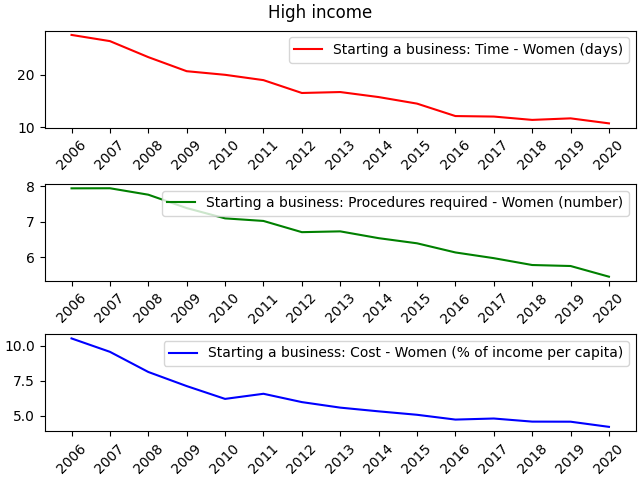 High income
Starting a business: Time - Women (days)
20
10
2006 2007 2008 2009 2010 2011 2012 2013 2014 2015 2016 2017 2018 2019 2020
8
Starting a business: Procedures required - Women (number)
7
6
2006 2007 2008 2009 2010 2011 2012 2013 2014 2015 2016 2017 2018 2019 2020
10.0
Starting a business: Cost - Women (% of income per capita)
7.5
5.0
2006 2007 2008 2009 2010 2011 2012 2013 2014 2015 2016 2017 2018 2019 2020